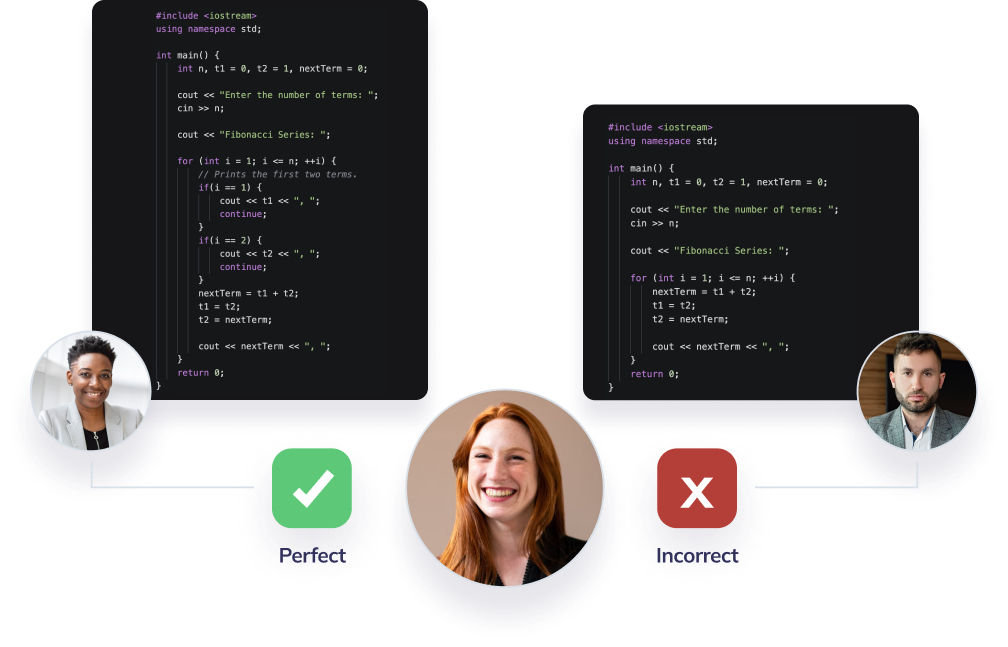 #include <iostream>
using namespace std;
int main() {
int n, t1 = 0, t2 = 1, nextTerm = 0;
cout << "Enter the number of terms: ";
cin >> n;
cout << "Fibonacci Series: ";
for (int i = 1; i <= n; ++i) {
// Prints the first two terms.
if(i == 1) {
cout << t1 << ", ";
continue;
}
if(i == 2) {
cout << t2 << ", ";
continue;
}
nextTerm = t1 + t2;
t1 = t2;
t2 = nextTerm;
cout << nextTerm << ", ";
}
return 0;
}
#include <iostream>
using namespace std;
int main() {
int n, t1 = 0, t2 = 1, nextTerm = 0;
cout << "Enter the number of terms: ";
cin >> n;
cout << "Fibonacci Series: ";
for (int i = 1; i <= n; ++i) {
nextTerm = t1 + t2;
t1 = t2;
t2 = nextTerm;
cout << nextTerm << ", ";
}
return 0;
}
Perfect
Incorrect